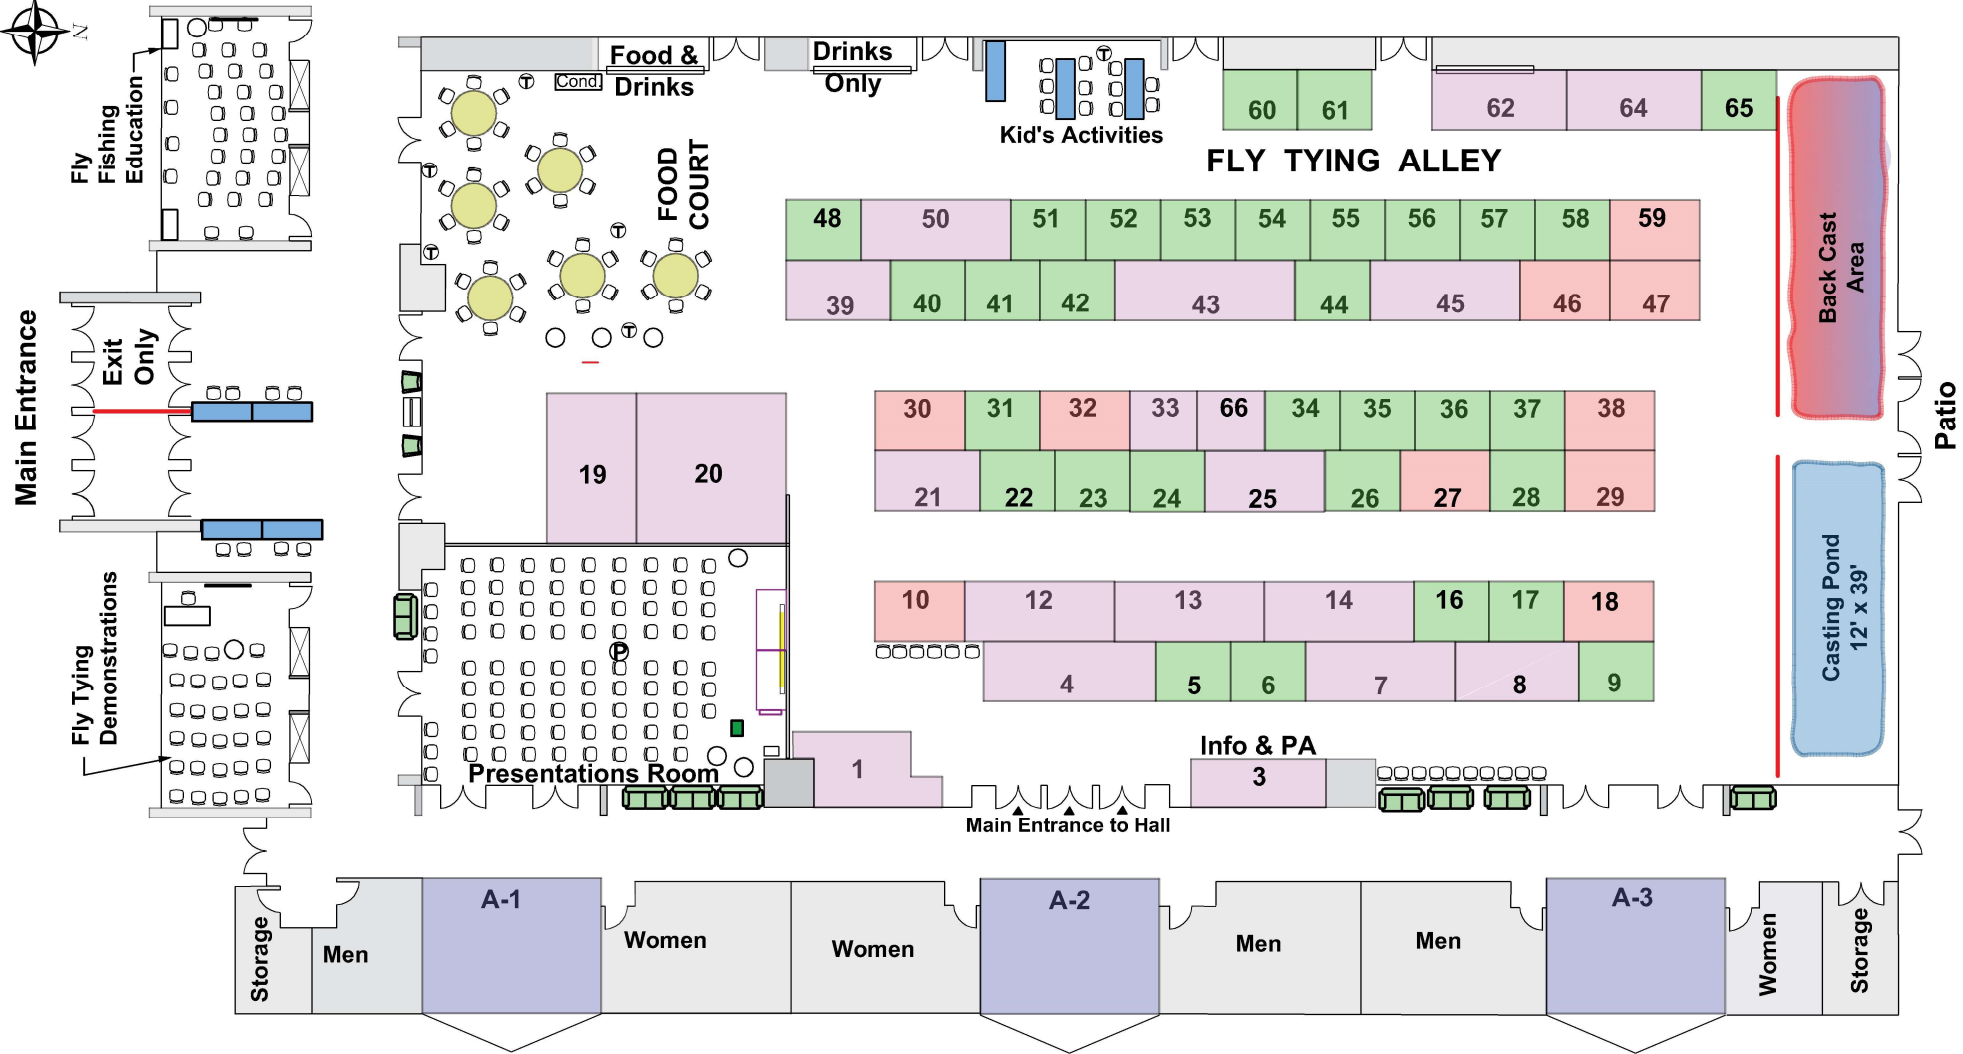 N
Fly
Fishing
Education
Main Entrance
Exit
Only
Fly Tying
Demonstrations
Food &
Drinks
Cond.
Drinks
Only
T
T
T
T
T
T
FOOD
COURT
Kid's Activities
60
61
62
64
65
FLY TYING ALLEY
48
50
51
52
53
54
55
56
57
58
59
39
40
41
42
43
44
45
46
47
Back Cast
Area
Patio
19
20
30
31
32
33
66
34
35
36
37
38
21
22
23
24
25
26
27
28
29
Casting Pond
12' x 39'
10
12
13
14
16
17
18
4
5
6
7
8
9
P
Presentations Room
1
Info & PA
3
Main Entrance to Hall
Storage
Men
A-1
Women
Women
A-2
Men
Men
A-3
Women
Storage